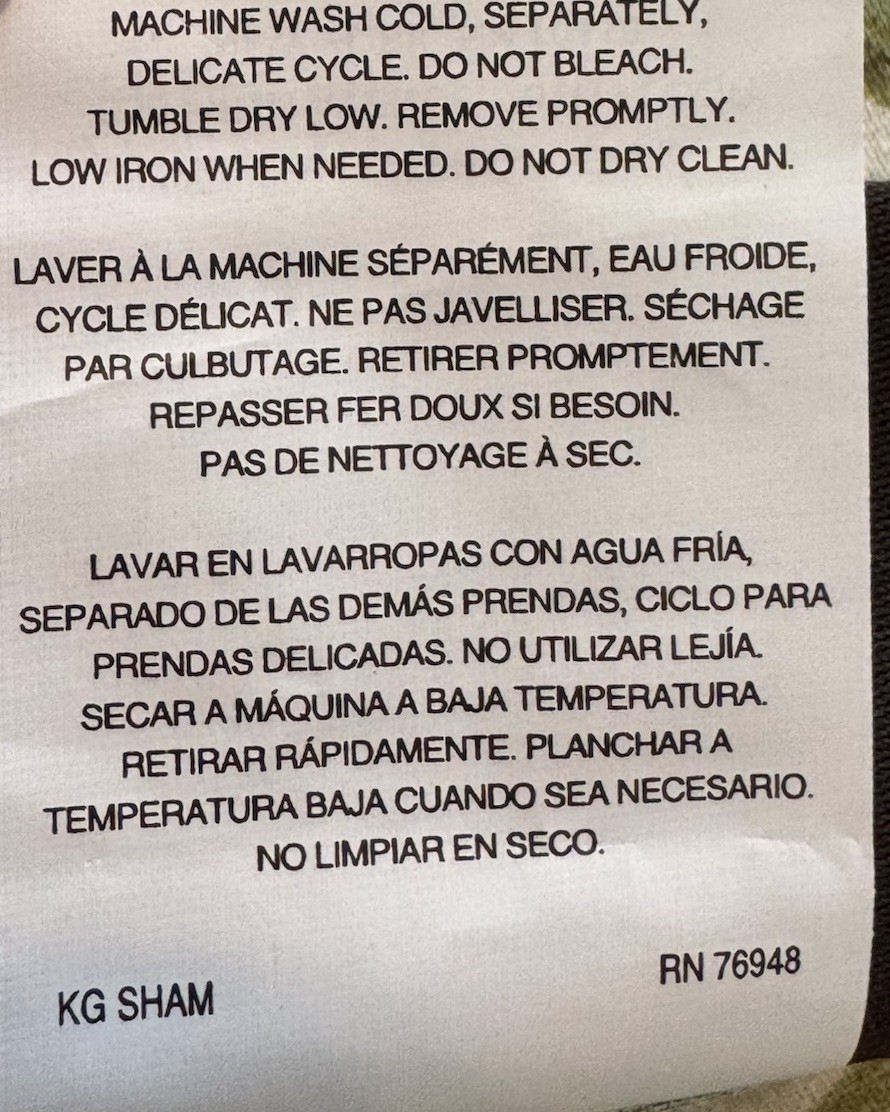 MACHINE WASH COLD, SEPARATELY,
DELICATE CYCLE. DO NOT BLEACH.
TUMBLE DRY LOW. REMOVE PROMPTLY.
LOW IRON WHEN NEEDED. DO NOT DRY CLEAN.
LAVER À LA MACHINE SÉPARÉMENT, EAU FROIDE,
CYCLE DÉLICAT. NE PAS JAVELLISER. SÉCHAGE
PAR CULBUTAGE. RETIRER PROMPTEMENT.
REPASSER FER DOUX SI BESOIN.
PAS DE NETTOYAGE À SEC.
LAVAR EN LAVARROPAS CON AGUA FRÍA,
SEPARADO DE LAS DEMÁS PRENDAS, CICLO PARA
PRENDAS DELICADAS. NO UTILIZAR LEJÍA.
SECAR A MÁQUINA A BAJA TEMPERATURA.
RETIRAR RÁPIDAMENTE. PLANCHAR A
TEMPERATURA BAJA CUANDO SEA NECESARIO.
NO LIMPIAR EN SECO.
KG SHAM
RN 76948